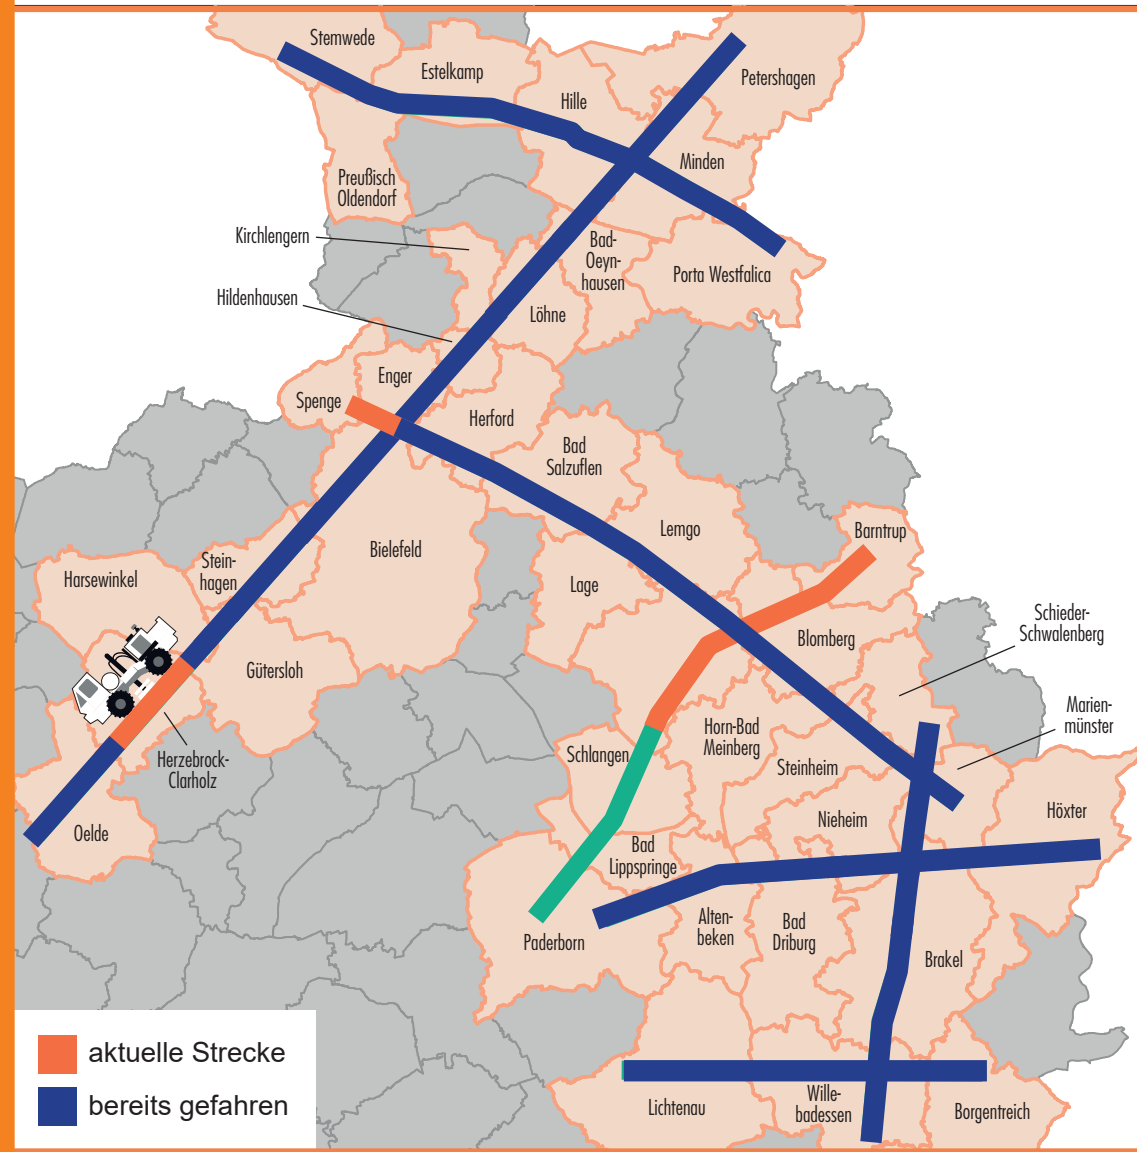 Stemwede
Estelkamp
Petershagen
Hille
Minden
Preußisch
Oldendorf
Kirchlengern
Bad-
Oeyn-
hausen
Porta Westfalica
Hildenhausen
Löhne
Enger
Spenge
Herford
Bad
Salzuflen
Lemgo
Barntrup
Bielefeld
Stein-
hagen
Harsewinkel
Lage
Schieder-
Schwalenberg
Blomberg
Gütersloh
Marien-
münster
Horn-Bad
Meinberg
Schlangen
Steinheim
Herzebrock-
Clarholz
Höxter
Nieheim
Oelde
Bad
Lippspringe
Alten-
beken
Bad
Driburg
Paderborn
Brakel
Lichtenau
Wille-
badessen
Borgentreich
aktuelle Strecke
bereits gefahren